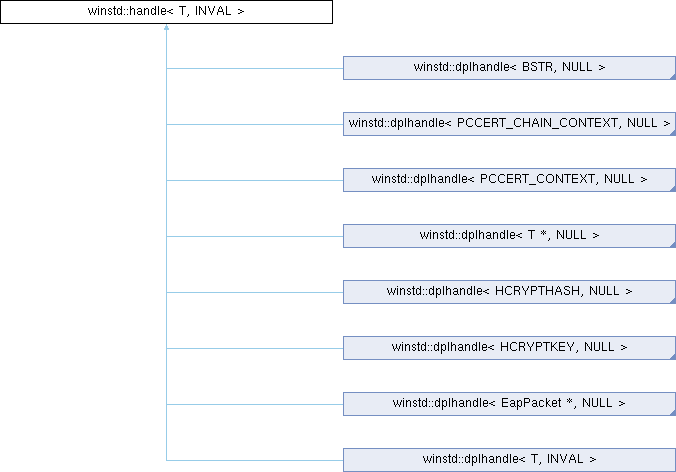 winstd::handle< T, INVAL >
winstd::dplhandle< BSTR, NULL >
winstd::dplhandle< PCCERT_CHAIN_CONTEXT, NULL >
winstd::dplhandle< PCCERT_CONTEXT, NULL >
winstd::dplhandle< T *, NULL >
winstd::dplhandle< HCRYPTHASH, NULL >
winstd::dplhandle< HCRYPTKEY, NULL >
winstd::dplhandle< EapPacket *, NULL >
winstd::dplhandle< T, INVAL >